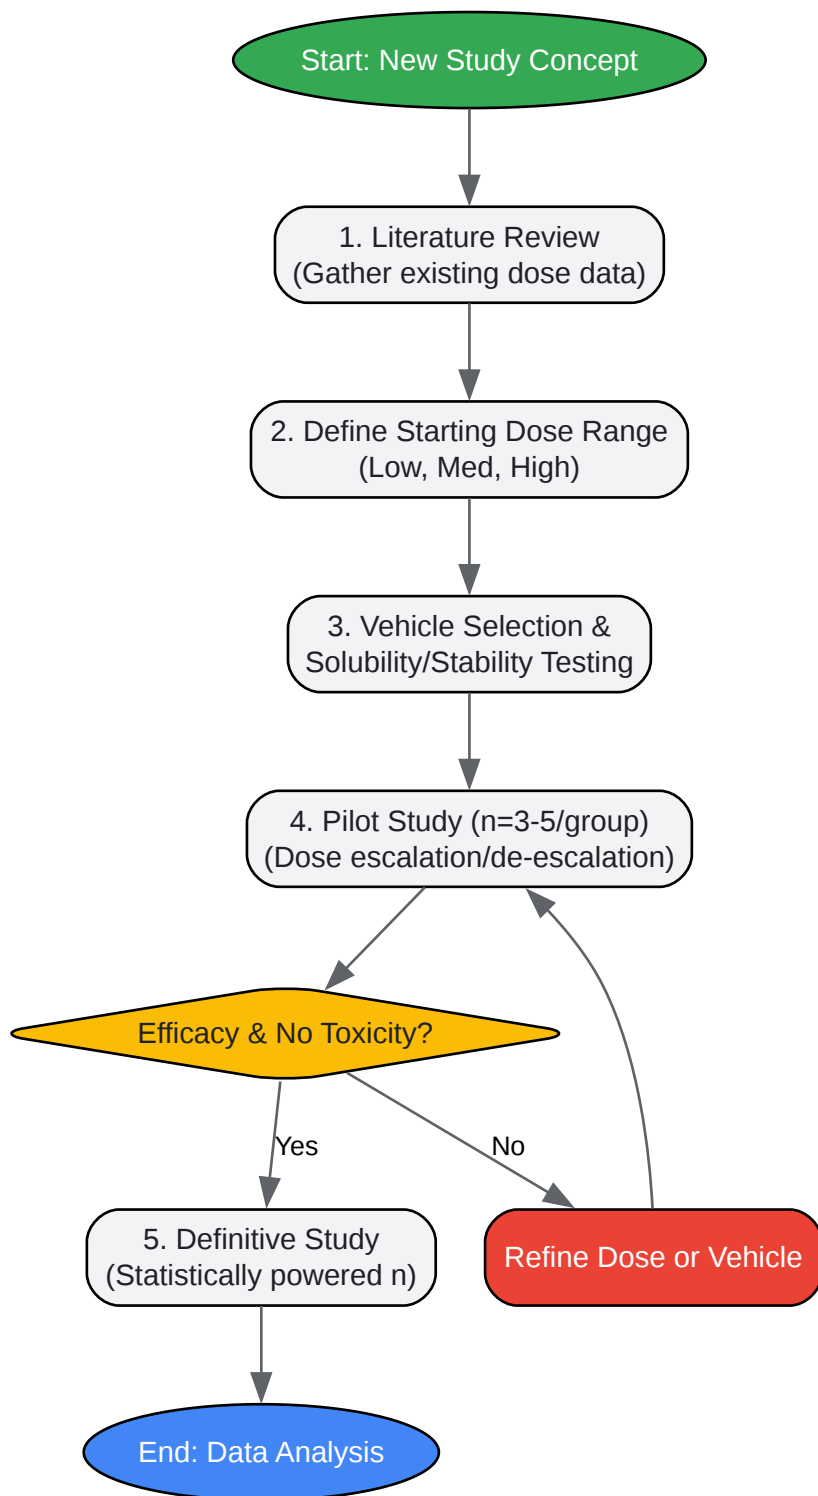 Start: New Study Concept
1. Literature Review
(Gather existing dose data)
2. Define Starting Dose Range
(Low, Med, High)
3. Vehicle Selection &
Solubility/Stability Testing
4. Pilot Study (n=3-5/group)
(Dose escalation/de-escalation)
Efficacy & No Toxicity?
Yes
No
5. Definitive Study
(Statistically powered n)
Refine Dose or Vehicle
End: Data Analysis